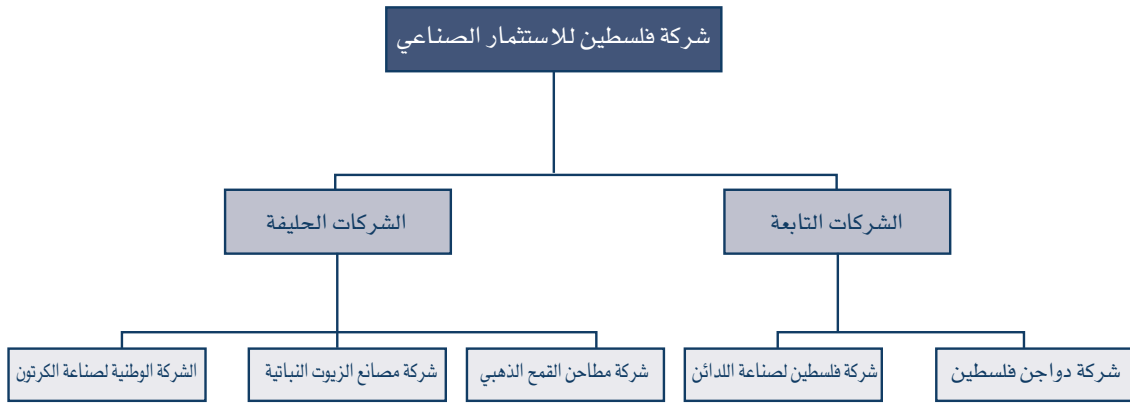 شركة فلسطين للاستثمار الصناعي
الشركات التابعة
الشركات الحليفة
شركة دواجن فلسطين
شركة فلسطين لصناعة اللدائن
شركة مطاحن القمح الذهبي
شركة مصانع الزيوت النباتية
الشركة الوطنية لصناعة الكرتون